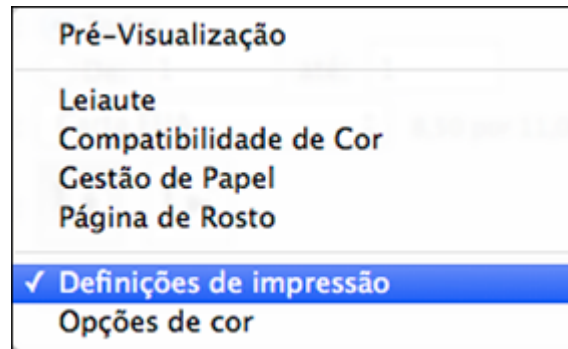 Pré-Visualização
Leiaute
Compatibilidade de Cor
Gestão de Papel
Página de Rosto
✓ Definições de impressão
Opções de cor